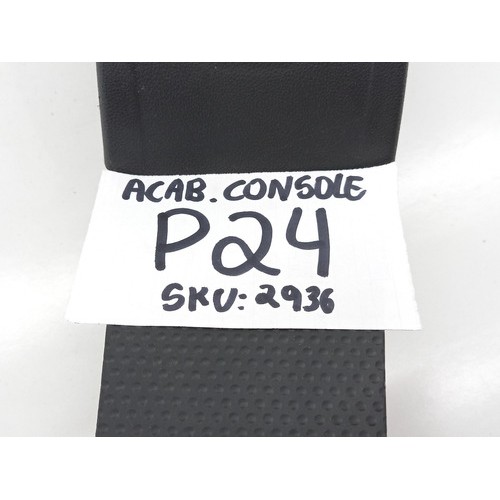 ACAB. CONSOLE
P24
SKU: 2936